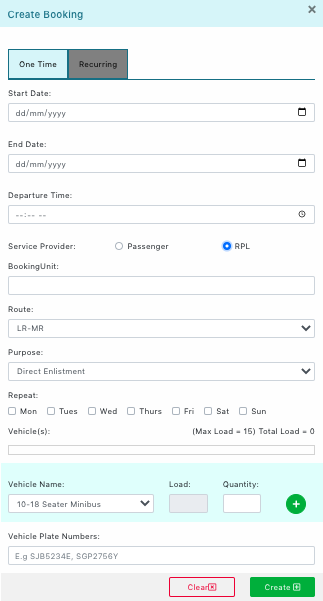 Create Booking ×
One Time Recurring
Start Date:
dd/mm/yyyy
End Date:
dd/mm/yyyy
Departure Time:
--:-- --
Service Provider: Passenger RPL
BookingUnit:
Route:
LR-MR
Purpose:
Direct Enlistment
Repeat:
Mon Tues Wed Thurs Fri Sat Sun
Vehicle(s): (Max Load = 15) Total Load = 0
Vehicle Name: Load: Quantity:
10-18 Seater Minibus +
Vehicle Plate Numbers:
E.g SJB5234E, SGP2756Y
Clear Create